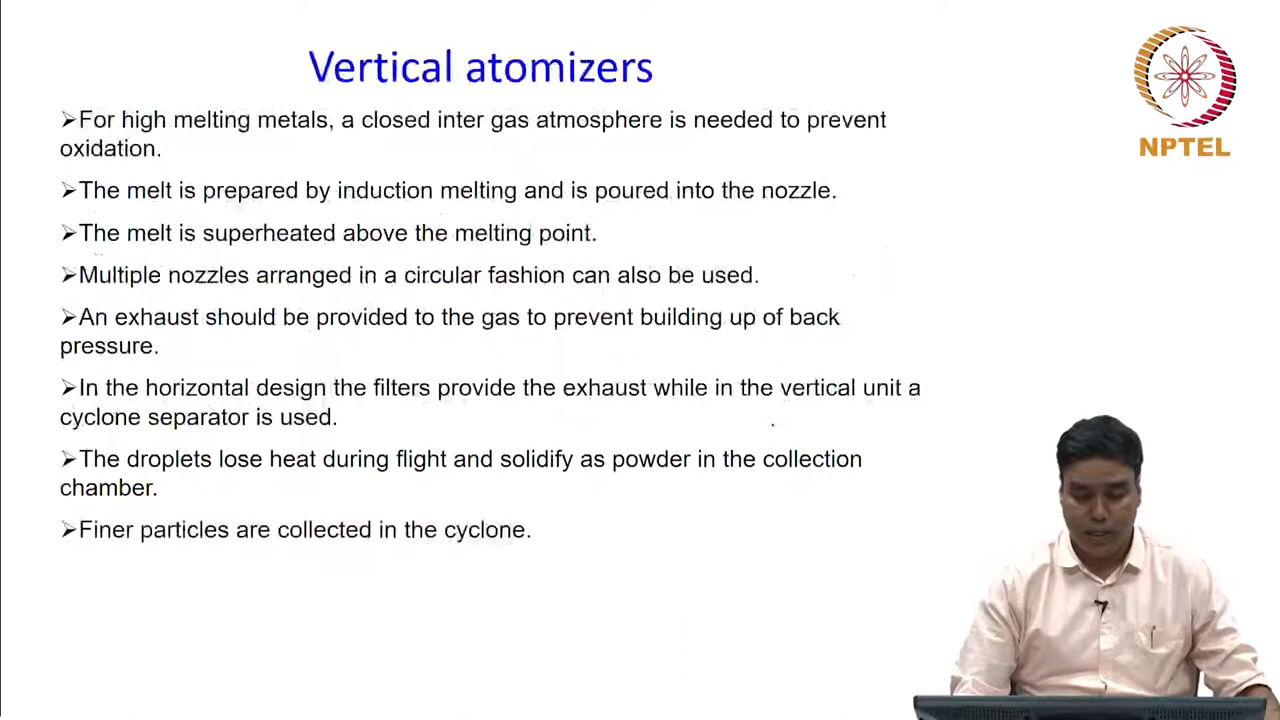 Vertical atomizers
➢For high melting metals, a closed inter gas atmosphere is needed to prevent
oxidation.
➢The melt is prepared by induction melting and is poured into the nozzle.
➢The melt is superheated above the melting point.
➢Multiple nozzles arranged in a circular fashion can also be used.
➢An exhaust should be provided to the gas to prevent building up of back
pressure.
➢In the horizontal design the filters provide the exhaust while in the vertical unit a
cyclone separator is used.
➢The droplets lose heat during flight and solidify as powder in the collection
chamber.
➢Finer particles are collected in the cyclone.
NPTEL